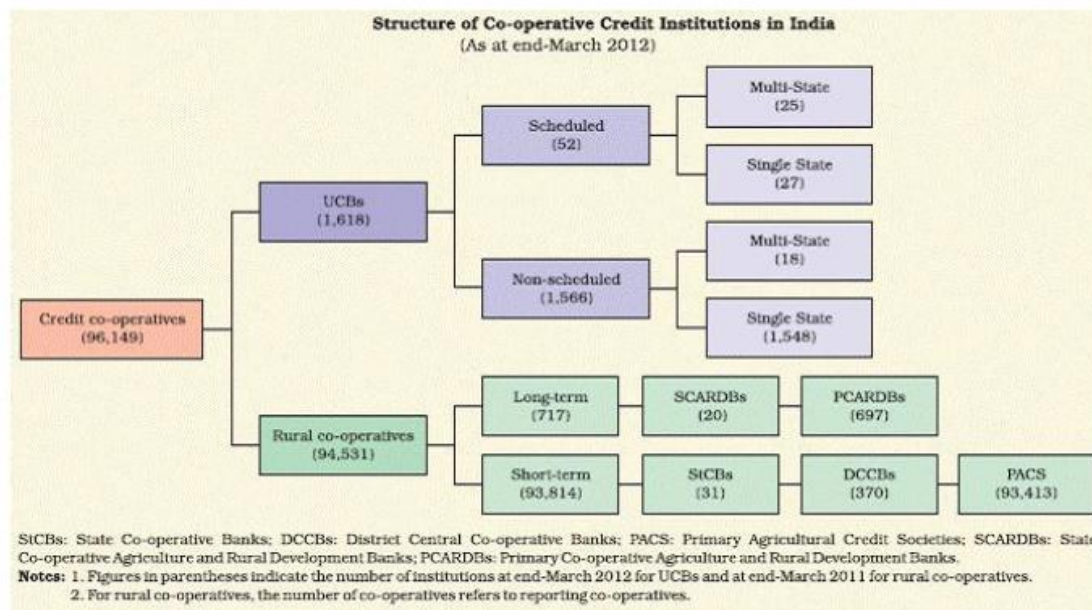 Structure of Co-operative Credit Institutions in India
(As at end-March 2012)
Credit co-operatives
(96,149)
UCBs
(1,618)
Scheduled
(52)
Multi-State
(25)
Single State
(27)
Non-scheduled
(1,566)
Multi-State
(18)
Single State
(1,548)
Rural co-operatives
(94,531)
Long-term
(717)
SCARDBs
(20)
PCARDBs
(697)
Short-term
(93,814)
StCBs
(31)
DCCBs
(370)
PACS
(93,413)
StCBs: State Co-operative Banks; DCCBs: District Central Co-operative Banks; PACS: Primary Agricultural Credit Societies; SCARDBs: State
Co-operative Agriculture and Rural Development Banks; PCARDBs: Primary Co-operative Agriculture and Rural Development Banks.
Notes: 1. Figures in parentheses indicate the number of institutions at end-March 2012 for UCBs and at end-March 2011 for rural co-operatives.
2. For rural co-operatives, the number of co-operatives refers to reporting co-operatives.